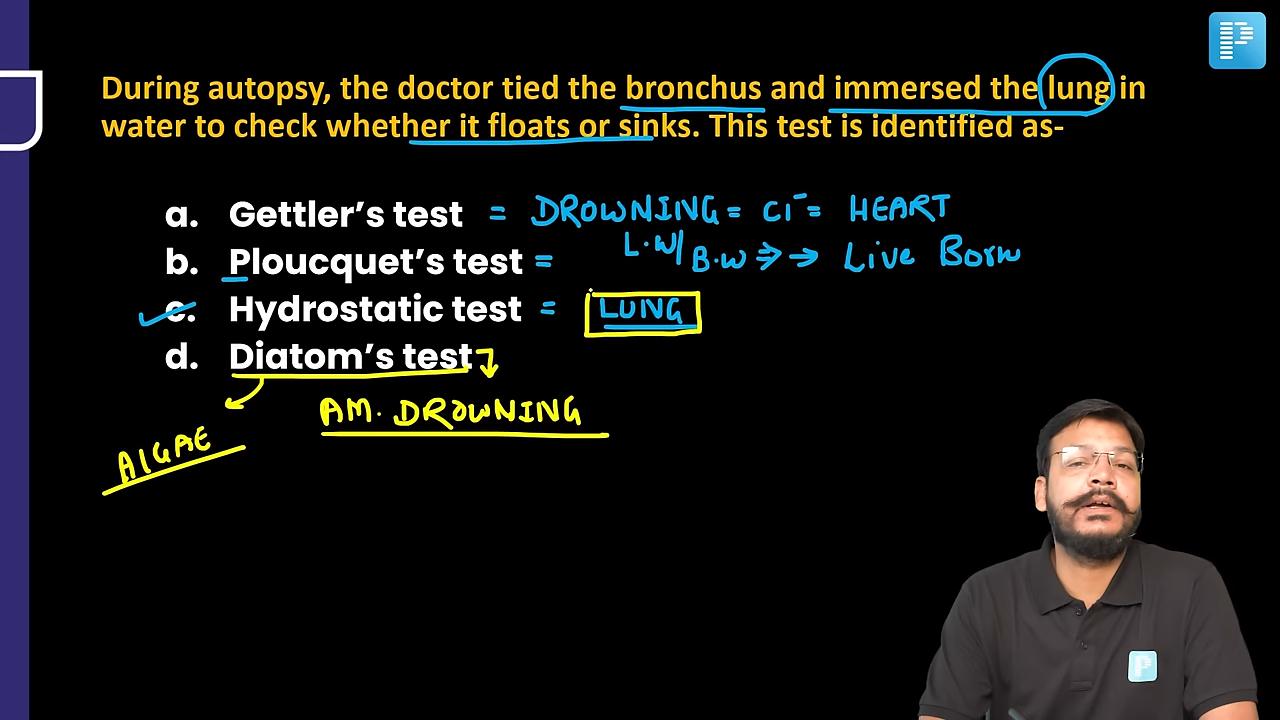 P
During autopsy, the doctor tied the bronchus and immersed the lung in
water to check whether it floats or sinks. This test is identified as-
a. Gettler's test = DROWNING = Cl⁻ = HEART
b. Ploucquet's test = L.W/B.W ⇒→ Live Born
c. Hydrostatic test = LUNG
d. Diatom's test
AM. DROWNING
AlGAE
P